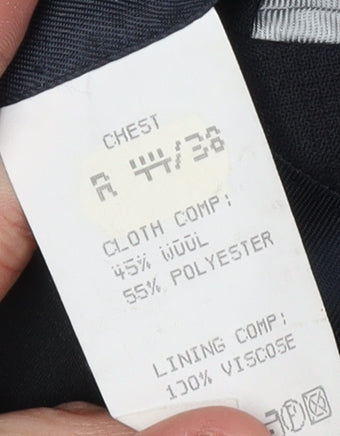 CHEST
R 44/38
CLOTH COMP:
45% WOOL
55% POLYESTER
LINING COMP:
100% VISCOSE
P